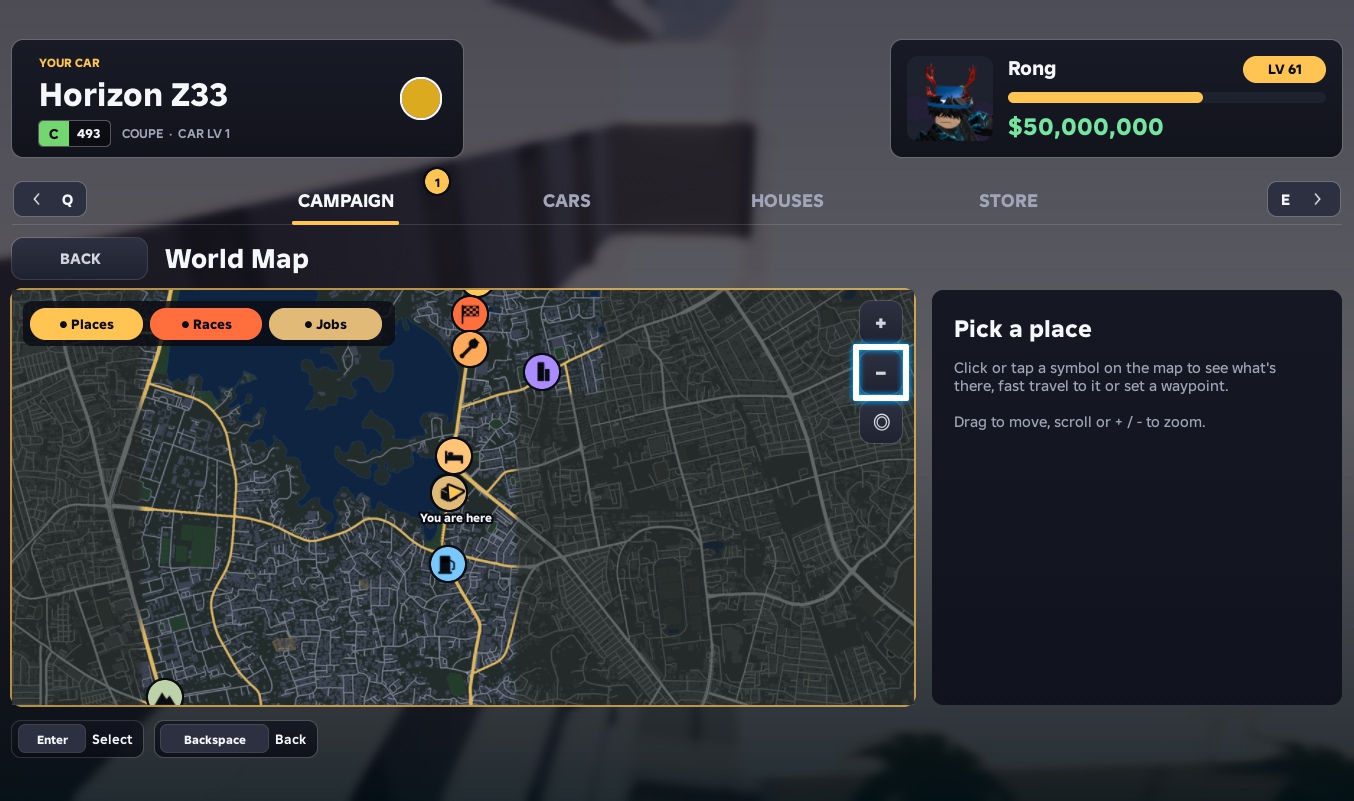 YOUR CAR
Horizon Z33
C 493 COUPE · CAR LV 1
Rong
LV 61
$50,000,000
Q
CAMPAIGN
1
CARS
HOUSES
STORE
E
BACK
World Map
Places
Races
Jobs
+
-
You are here
Pick a place
Click or tap a symbol on the map to see what's
there, fast travel to it or set a waypoint.
Drag to move, scroll or + / - to zoom.
Enter Select
Backspace Back